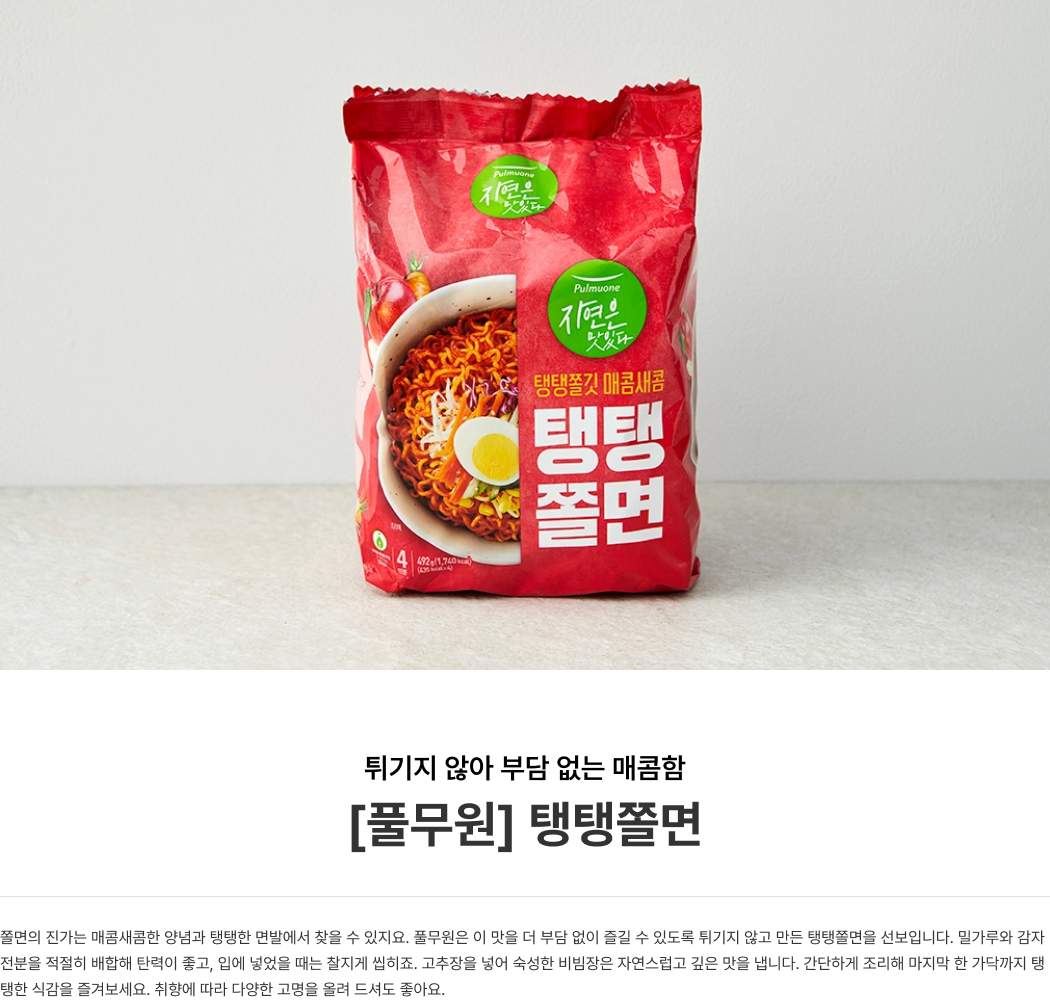 Pulmuone
자연은
맛있다
Pulmuone
자연은
맛있다
탱탱쫄깃 매콤새콤
탱탱
쫄면
4
492g(1,740 kcal)
(435 kcal x 4)
튀기지 않아 부담 없는 매콤함
[풀무원] 탱탱쫄면
쫄면의 진가는 매콤새콤한 양념과 탱탱한 면발에서 찾을 수 있지요. 풀무원은 이 맛을 더 부담 없이 즐길 수 있도록 튀기지 않고 만든 탱탱쫄면을 선보입니다. 밀가루와 감자
전분을 적절히 배합해 탄력이 좋고, 입에 넣었을 때는 찰지게 씹히죠. 고추장을 넣어 숙성한 비빔장은 자연스럽고 깊은 맛을 냅니다. 간단하게 조리해 마지막 한 가닥까지 탱
탱한 식감을 즐겨보세요. 취향에 따라 다양한 고명을 올려 드셔도 좋아요.